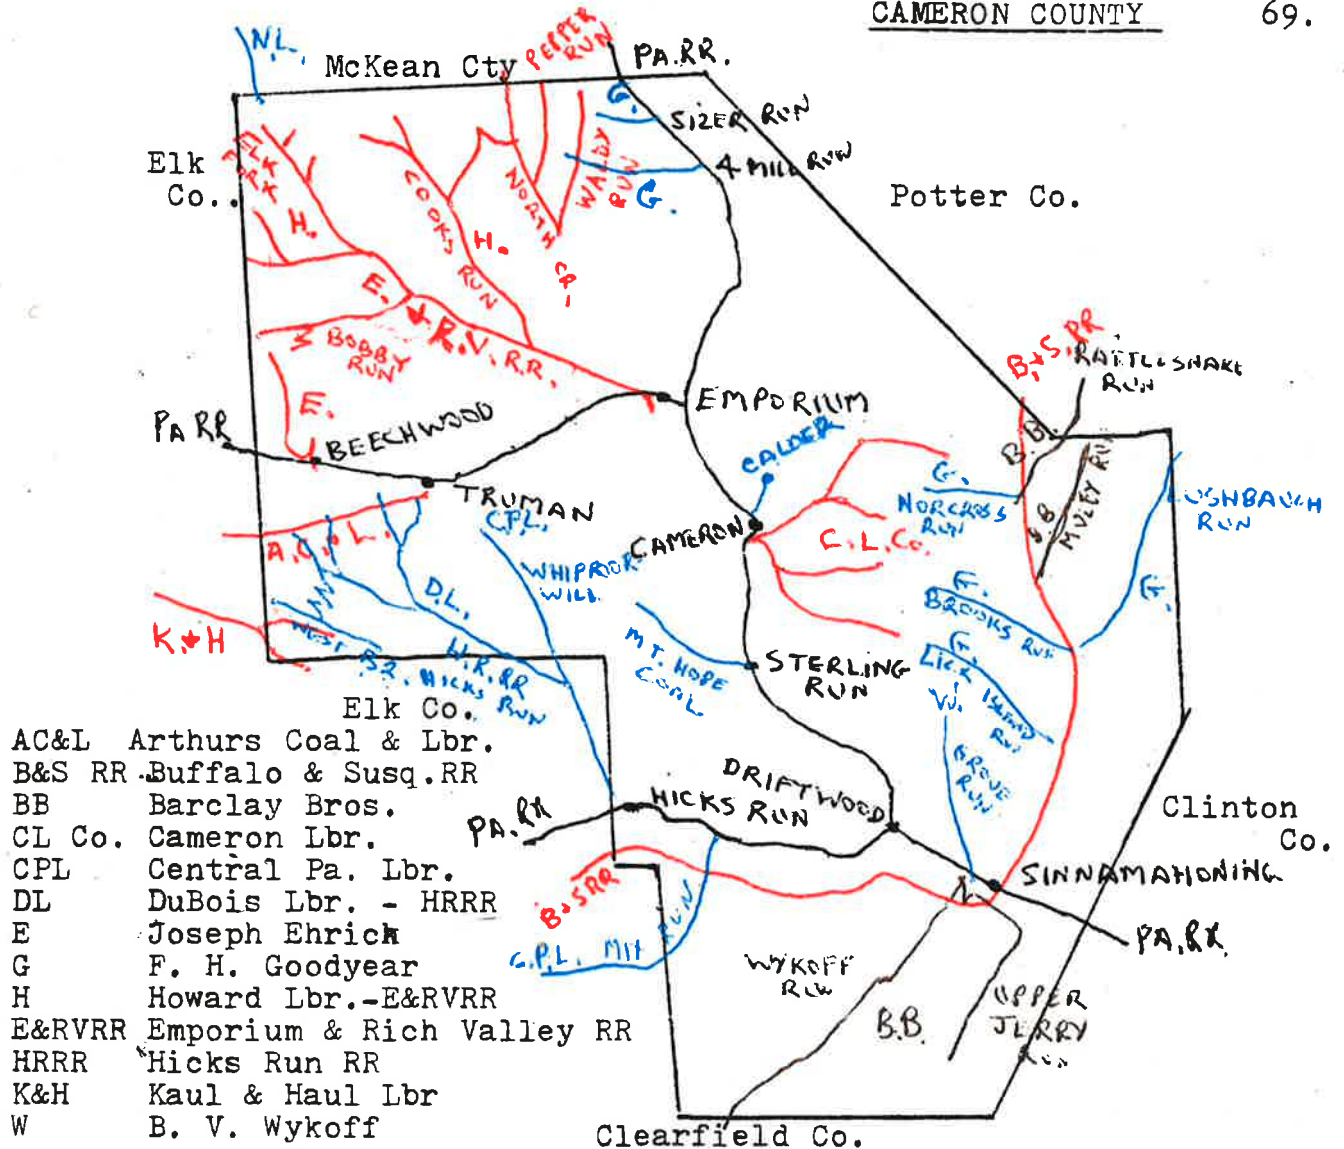 CAMERON COUNTY 69.
N.L.
McKean Cty
PEPPER
RUN
PA.RR.
G.
SIZER RUN
4 MILL RUN
G.
Elk
Co.
ELK
FORK
H.
COOKS
RUN
H.
NORTH
CR.
WALDY
RUN
Potter Co.
E.
& R.V.R.R.
BOBBY
RUN
E.
PA RR
BEECHWOOD
TRUMAN
EMPORIUM
CALDER
CAMERON
B+S.RR
RATTLESNAKE
RUN
B.B.
B.B
MULEY RUN
G.
NORCROSS
RUN
LUSHBAUGH
RUN
G.
C.L.Co.
C.P.L.
WHIPPOOR
WILL
A.C.+L.
D.L.
H.R.RR
WEST BR. HICKS RUN
K+H
MT. HOPE
COAL
STERLING
RUN
G.
BROOKS RUN
G.
LICK ISLAND
RUN
W.
GROVE
RUN
Elk Co.
DRIFTWOOD
HICKS RUN
PA.RR
Clinton
Co.
SINNAMAHONING
PA.RR.
B+SRR
C.P.L. MIX RUN
WYKOFF
RUN
B.B.
UPPER
JERRY
RUN
Clearfield Co.
AC&L Arthurs Coal & Lbr.
B&S RR Buffalo & Susq.RR
BB Barclay Bros.
CL Co. Cameron Lbr.
CPL Central Pa. Lbr.
DL DuBois Lbr. - HRRR
E Joseph Ehrich
G F. H. Goodyear
H Howard Lbr.-E&RVRR
E&RVRR Emporium & Rich Valley RR
HRRR Hicks Run RR
K&H Kaul & Haul Lbr
W B. V. Wykoff